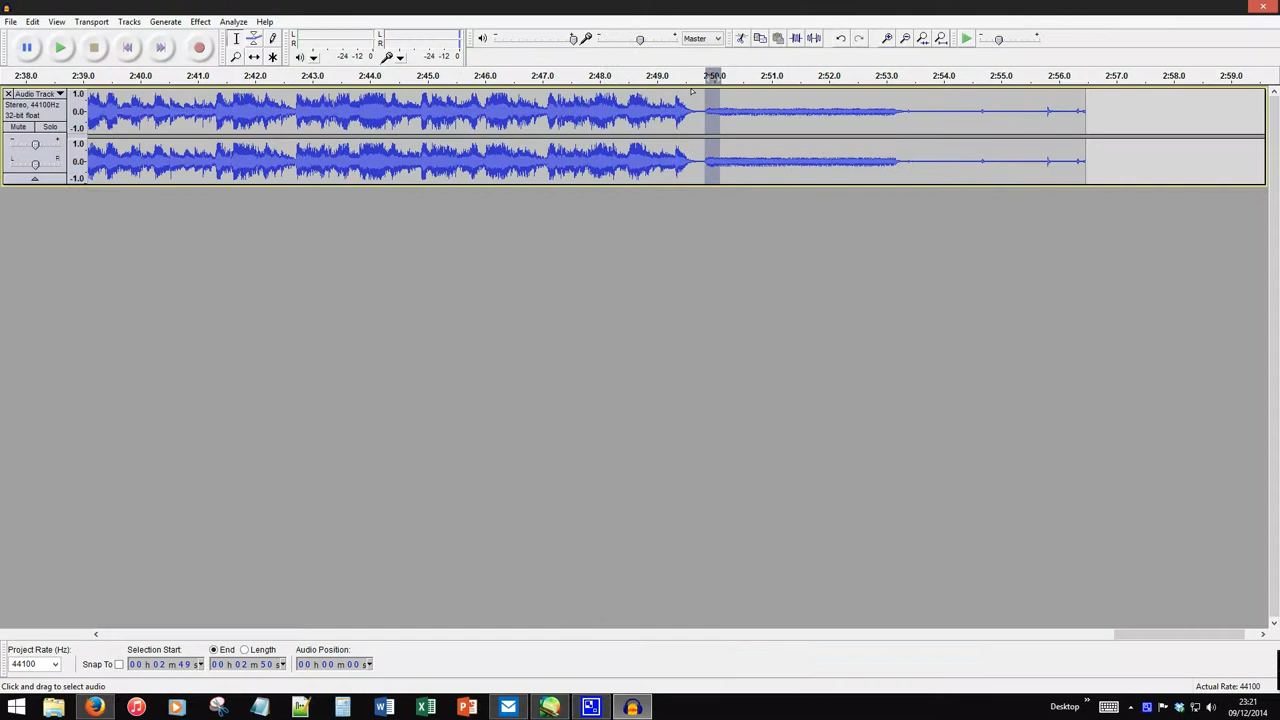 File Edit View Transport Tracks Generate Effect Analyze Help
L
R
-24 -12 0
L
R
-24 -12 0
Master
2:38.0 2:39.0 2:40.0 2:41.0 2:42.0 2:43.0 2:44.0 2:45.0 2:46.0 2:47.0 2:48.0 2:49.0 2:50.0 2:51.0 2:52.0 2:53.0 2:54.0 2:55.0 2:56.0 2:57.0 2:58.0 2:59.0
Audio Track
Stereo, 44100Hz
32-bit float
Mute Solo
- +
L R
1.0
0.0
-1.0
1.0
0.0
-1.0
Project Rate (Hz): Selection Start: End Length Audio Position:
44100 Snap To 00 h 02 m 49 s 00 h 02 m 50 s 00 h 00 m 00 s
Click and drag to select audio Actual Rate: 44100
Desktop
23:21
09/12/2014